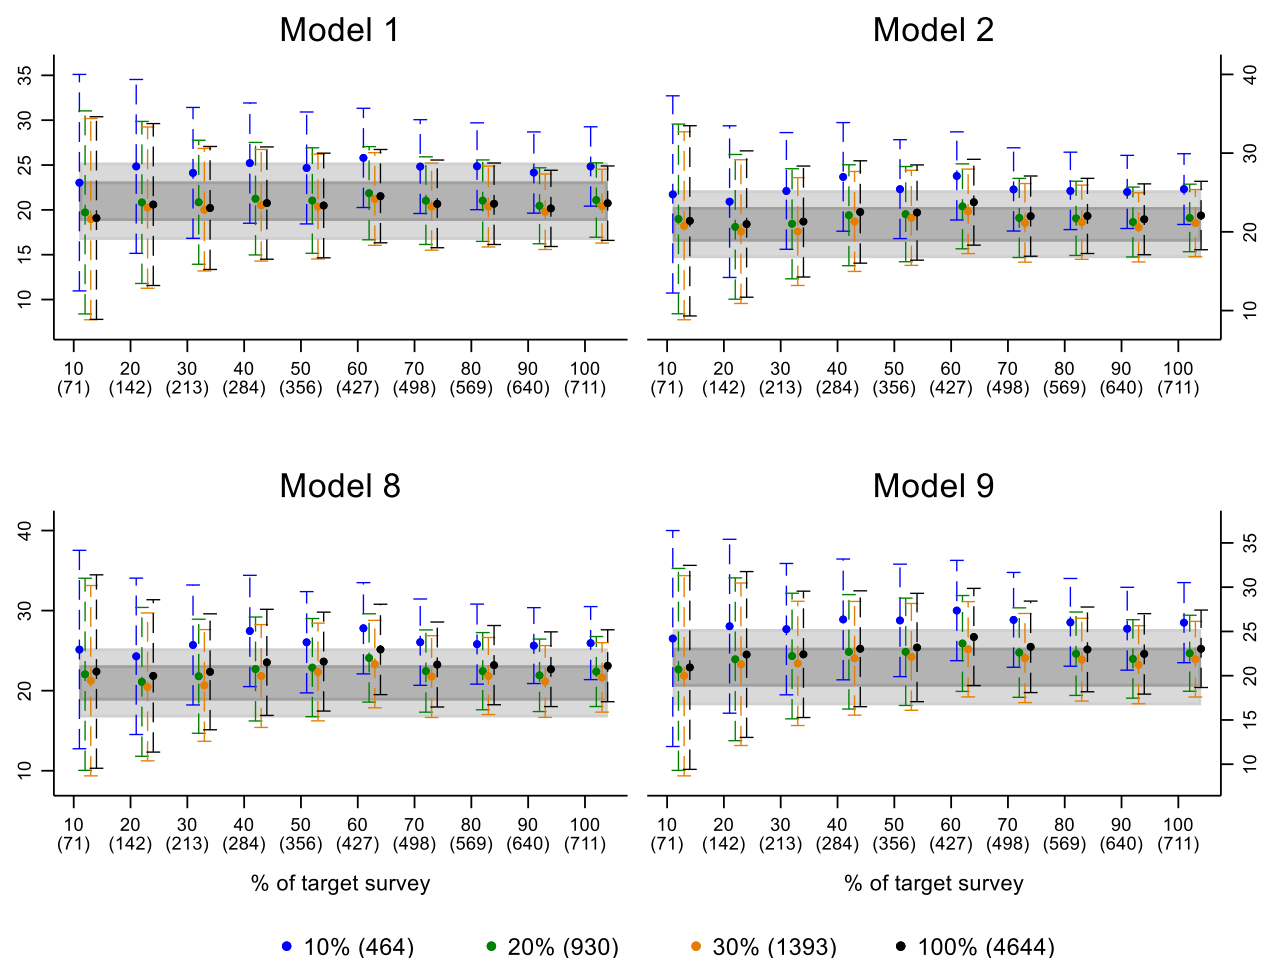 Model 1
Model 2
35
30
25
20
15
10
40
30
20
10
10 20 30 40 50 60 70 80 90 100
(71) (142) (213) (284) (356) (427) (498) (569) (640) (711)
10 20 30 40 50 60 70 80 90 100
(71) (142) (213) (284) (356) (427) (498) (569) (640) (711)
Model 8
Model 9
40
30
20
10
35
30
25
20
15
10
10 20 30 40 50 60 70 80 90 100
(71) (142) (213) (284) (356) (427) (498) (569) (640) (711)
10 20 30 40 50 60 70 80 90 100
(71) (142) (213) (284) (356) (427) (498) (569) (640) (711)
% of target survey
% of target survey
10% (464) 20% (930) 30% (1393) 100% (4644)